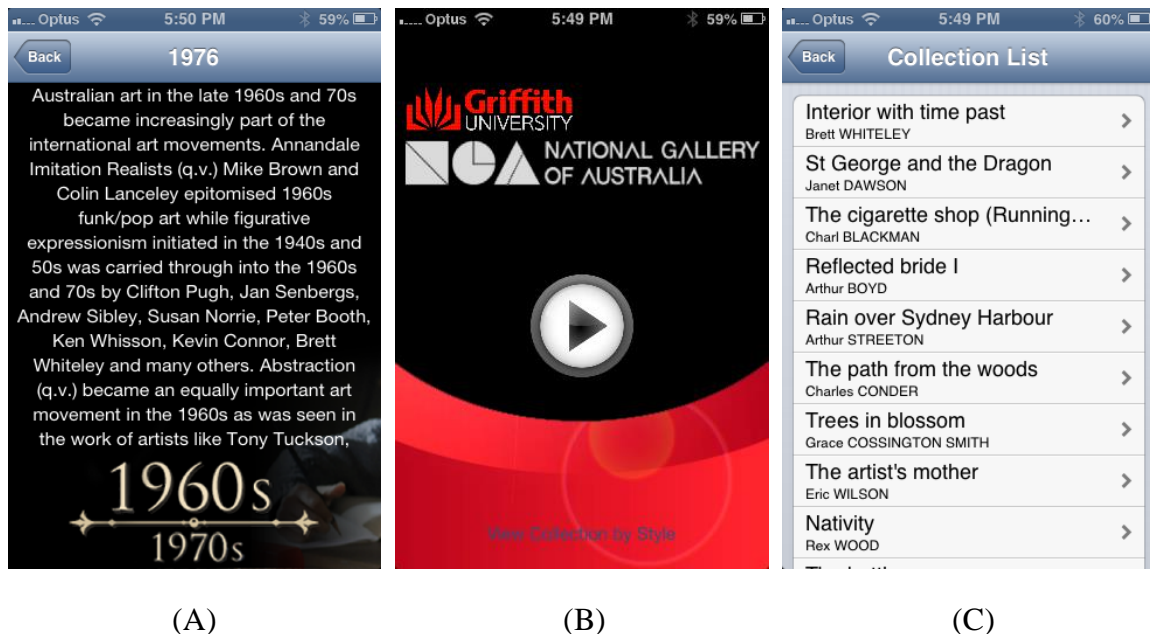 Optus 5:50 PM 59%
Back 1976
Australian art in the late 1960s and 70s
became increasingly part of the
international art movements. Annandale
Imitation Realists (q.v.) Mike Brown and
Colin Lanceley epitomised 1960s
funk/pop art while figurative
expressionism initiated in the 1940s and
50s was carried through into the 1960s
and 70s by Clifton Pugh, Jan Senbergs,
Andrew Sibley, Susan Norrie, Peter Booth,
Ken Whisson, Kevin Connor, Brett
Whiteley and many others. Abstraction
(q.v.) became an equally important art
movement in the 1960s as was seen in
the work of artists like Tony Tuckson,
1960s
1970s
(A)
Optus 5:49 PM 59%
Griffith
UNIVERSITY
NGA NATIONAL GALLERY
OF AUSTRALIA
View Collection by Style
(B)
Optus 5:49 PM 60%
Back Collection List
Interior with time past
Brett WHITELEY
St George and the Dragon
Janet DAWSON
The cigarette shop (Running...
Charl BLACKMAN
Reflected bride I
Arthur BOYD
Rain over Sydney Harbour
Arthur STREETON
The path from the woods
Charles CONDER
Trees in blossom
Grace COSSINGTON SMITH
The artist's mother
Eric WILSON
Nativity
Rex WOOD
(C)